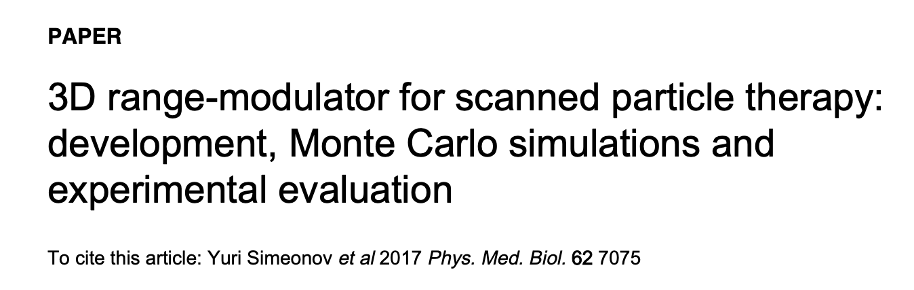 PAPER
3D range-modulator for scanned particle therapy:
development, Monte Carlo simulations and
experimental evaluation
To cite this article: Yuri Simeonov et al 2017 Phys. Med. Biol. 62 7075